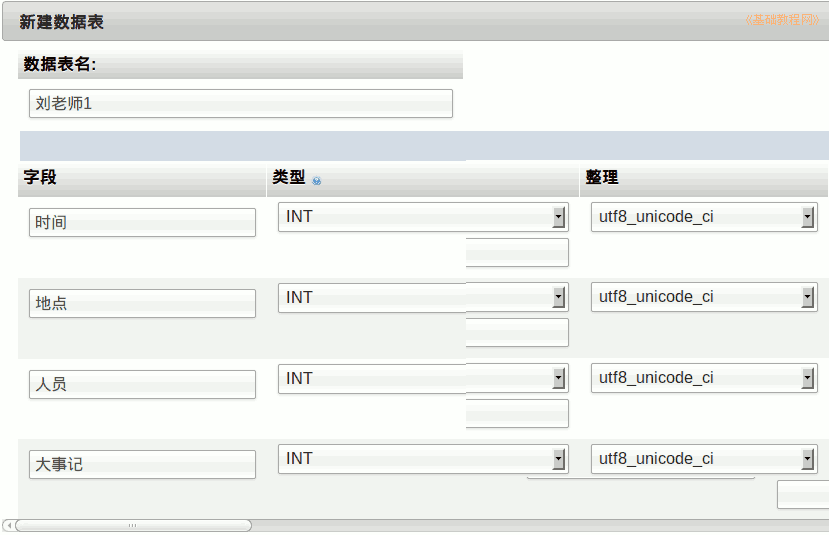 新建数据表
《基础教程网》
数据表名:
刘老师1
字段 类型 整理
时间 INT utf8_unicode_ci
地点 INT utf8_unicode_ci
人员 INT utf8_unicode_ci
大事记 INT utf8_unicode_ci